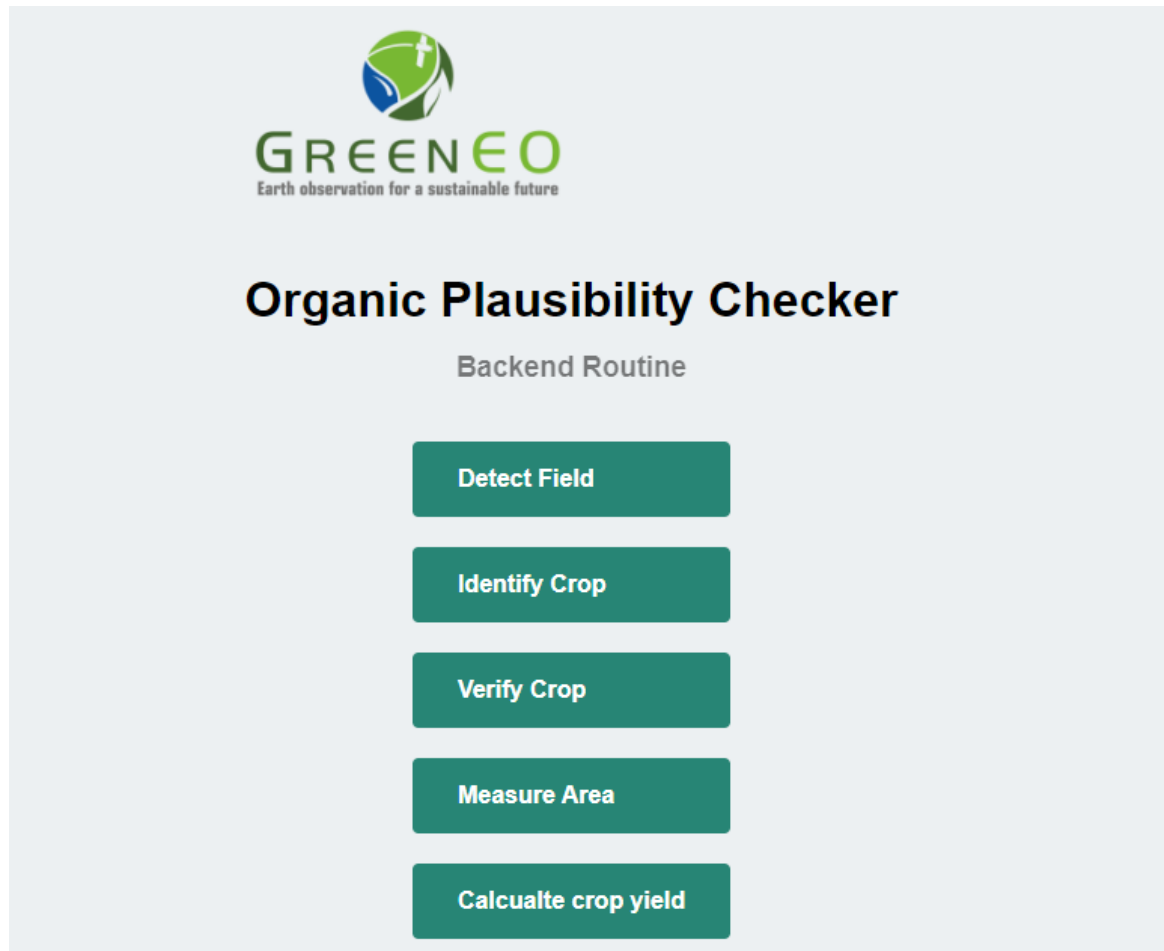 GREENEO
Earth observation for a sustainable future
Organic Plausibility Checker
Backend Routine
Detect Field
Identify Crop
Verify Crop
Measure Area
Calcualte crop yield